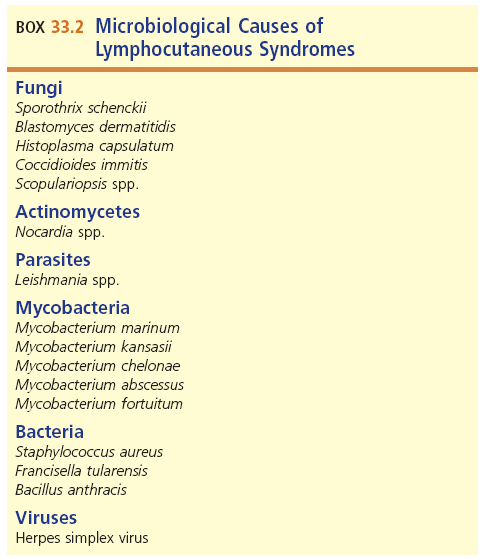 BOX 33.2 Microbiological Causes of
Lymphocutaneous Syndromes
Fungi
Sporothrix schenckii
Blastomyces dermatitidis
Histoplasma capsulatum
Coccidioides immitis
Scopulariopsis spp.
Actinomycetes
Nocardia spp.
Parasites
Leishmania spp.
Mycobacteria
Mycobacterium marinum
Mycobacterium kansasii
Mycobacterium chelonae
Mycobacterium abscessus
Mycobacterium fortuitum
Bacteria
Staphylococcus aureus
Francisella tularensis
Bacillus anthracis
Viruses
Herpes simplex virus